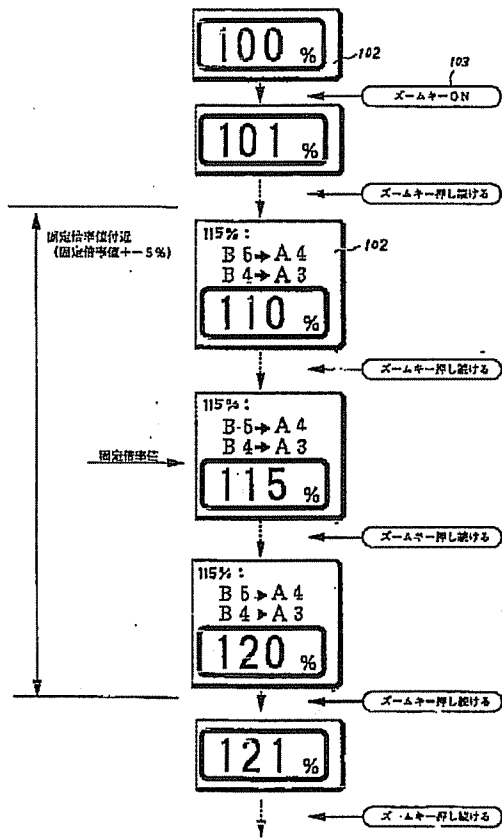 100 %
102
103
ズームキーON
101 %
ズームキー押し続ける
固定倍率値付近
(固定倍率値+-5%)
115%:
B5→A4
B4→A3
110 %
102
ズームキー押し続ける
115%:
B5→A4
B4→A3
固定倍率値
115 %
ズームキー押し続ける
115%:
B5→A4
B4→A3
120 %
ズームキー押し続ける
121 %
ズームキー押し続ける